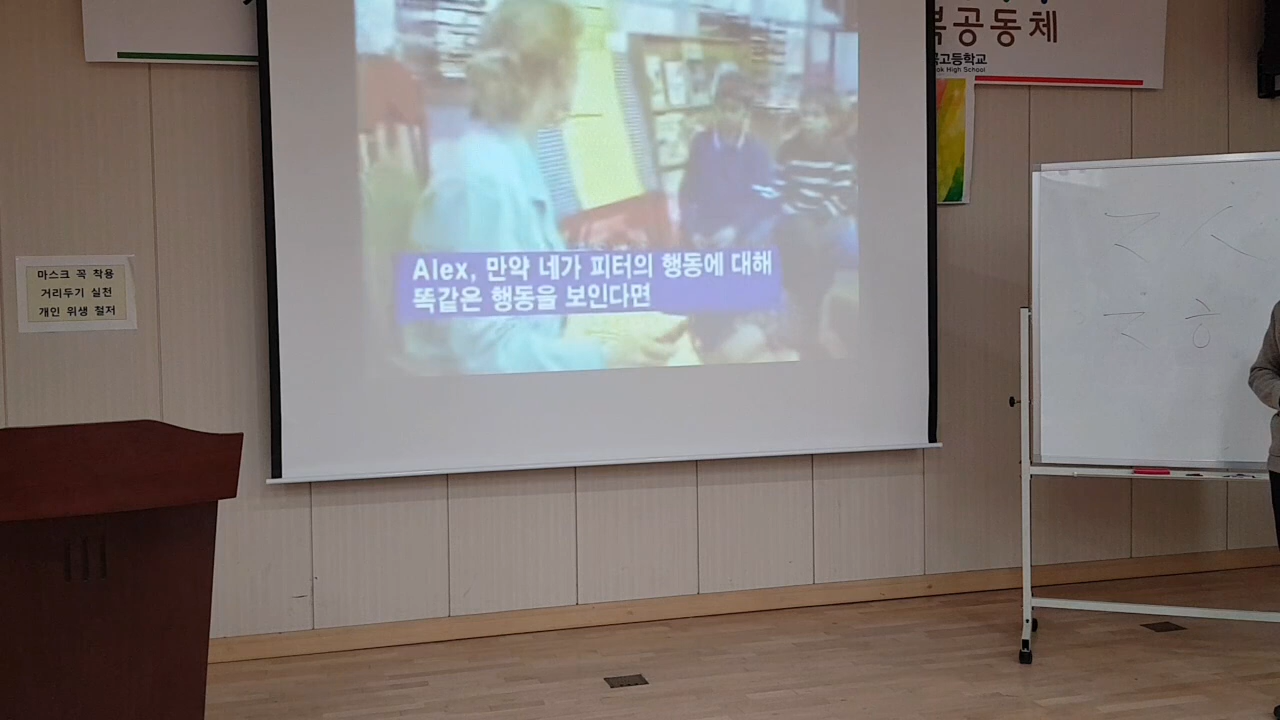 복공동체
고등학교
ok High School
마스크 꼭 착용
거리두기 실천
개인 위생 철저
Alex, 만약 네가 피터의 행동에 대해
똑같은 행동을 보인다면